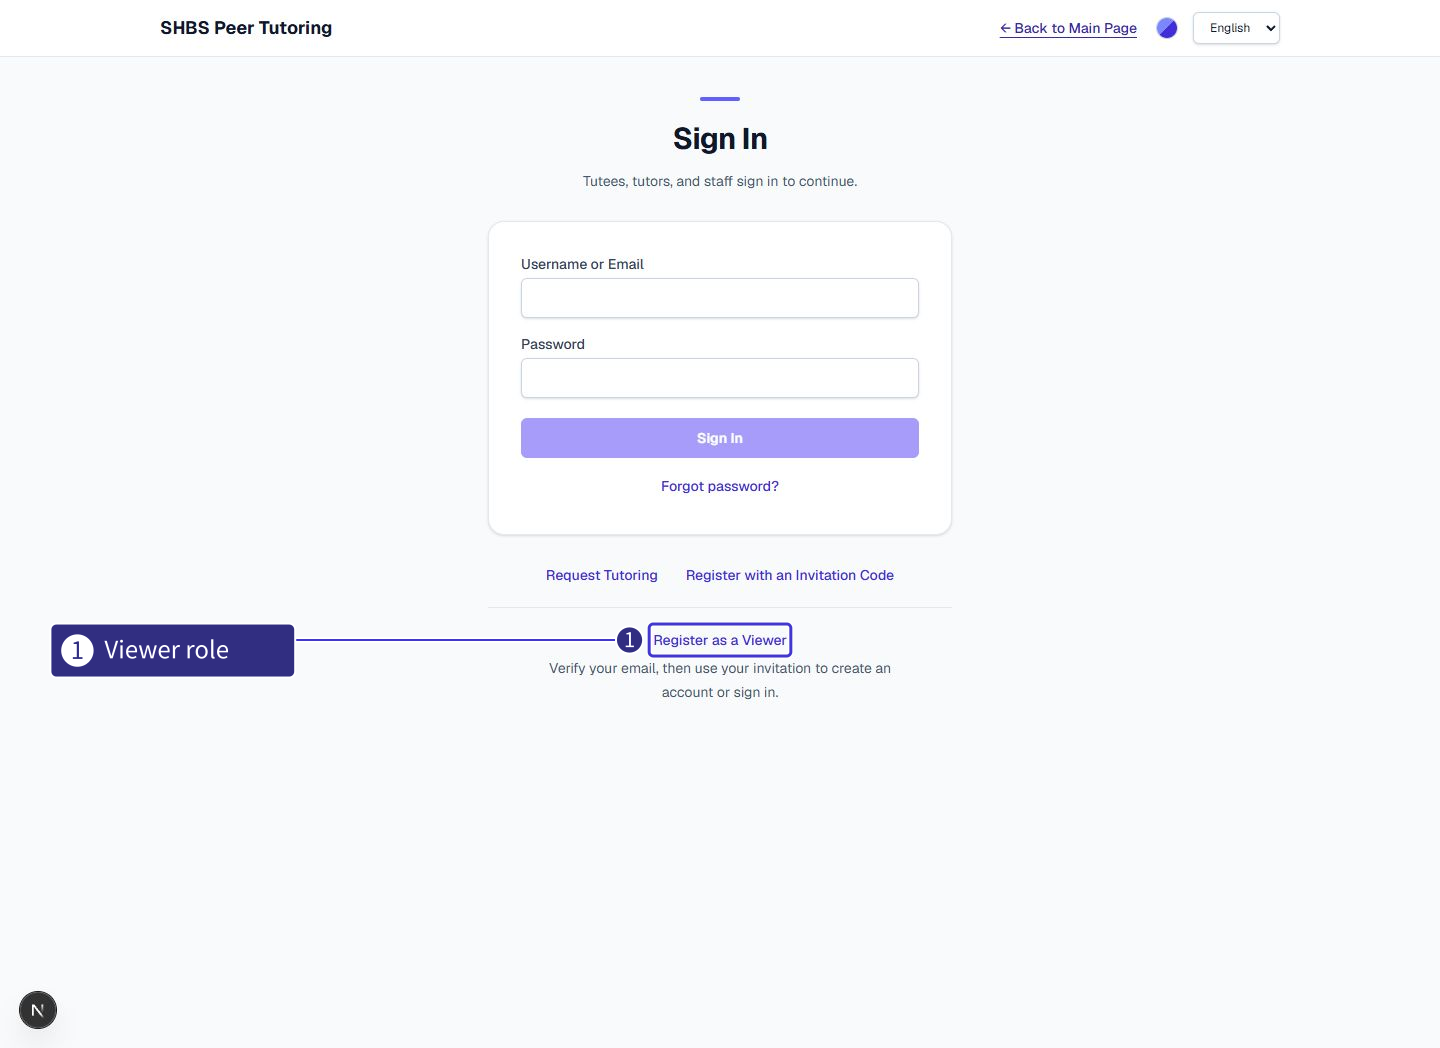 SHBS Peer Tutoring
← Back to Main Page
English
Sign In
Tutees, tutors, and staff sign in to continue.
Username or Email
Password
Sign In
Forgot password?
Request Tutoring
Register with an Invitation Code
1 Viewer role
1
Register as a Viewer
Verify your email, then use your invitation to create an
account or sign in.
N